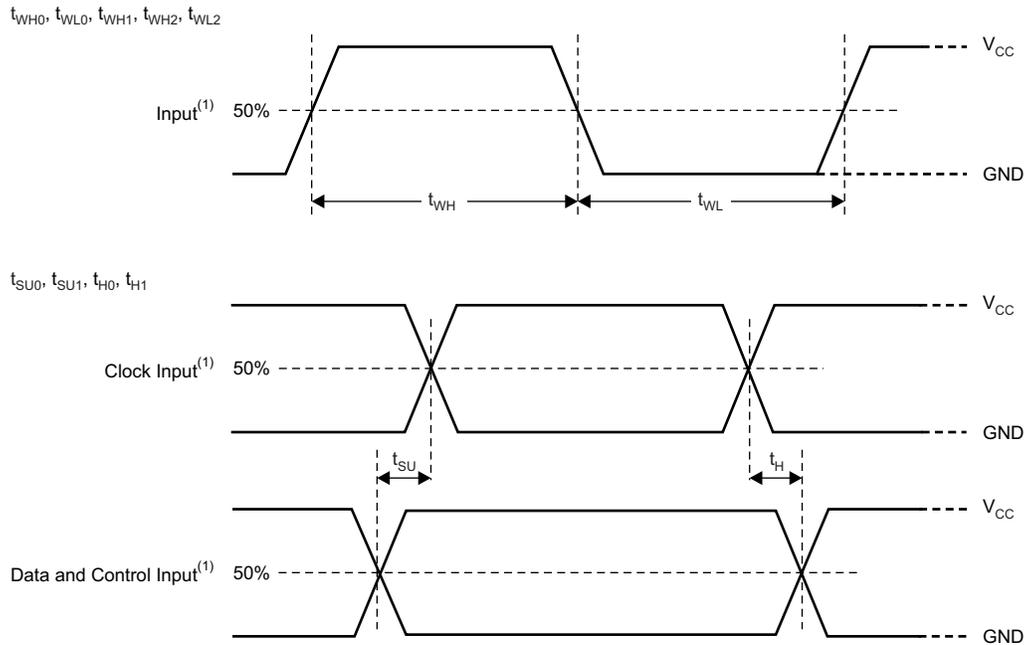 tWH0, tWL0, tWH1, tWH2, tWL2
VCC
Input(1) 50%
GND
tWH
tWL
tSU0, tSU1, tH0, tH1
VCC
Clock Input(1) 50%
GND
tSU
tH
VCC
Data and Control Input(1) 50%
GND